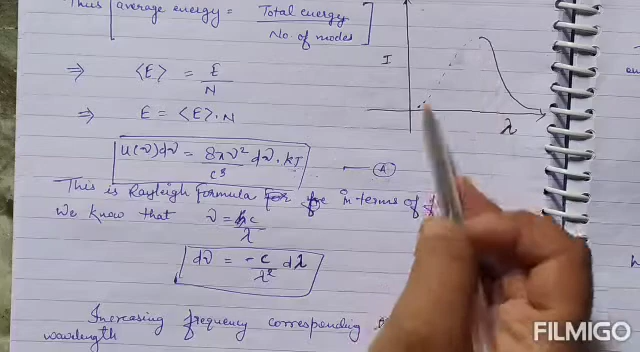 Thus [average energy = Total energy / No. of modes]
I
⇒ ⟨E⟩ = E/N
⇒ E = ⟨E⟩.N
λ
u(ν)dν = 8πν²/c³ dν. kT — Ⓐ
This is Rayleigh formula for in terms of
We know that ν = c/λ
dν = -c/λ² dλ
Increasing frequency corresponding
wavelength
FILMIGO